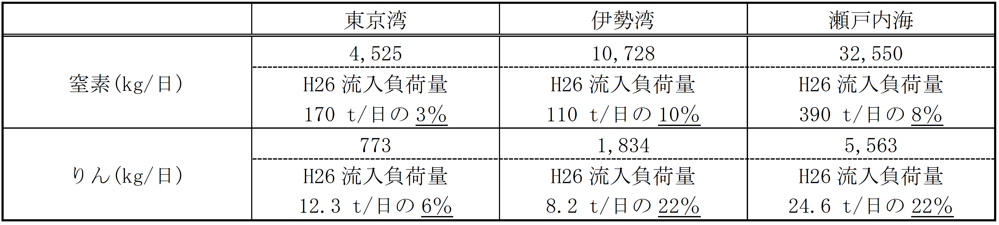 東京湾 伊勢湾 瀬戸内海
4,525 10,728 32,550
窒素(kg/日)
H26 流入負荷量 H26 流入負荷量 H26 流入負荷量
170 t/日の 3% 110 t/日の 10% 390 t/日の 8%
773 1,834 5,563
りん(kg/日)
H26 流入負荷量 H26 流入負荷量 H26 流入負荷量
12.3 t/日の 6% 8.2 t/日の 22% 24.6 t/日の 22%